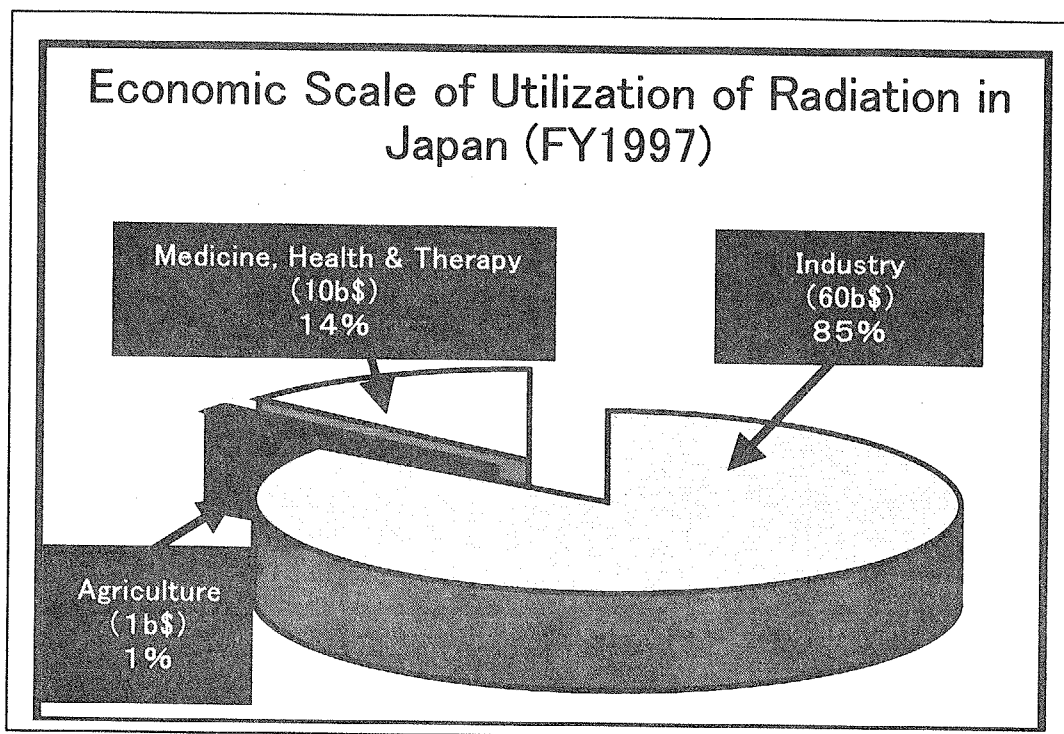 Economic Scale of Utilization of Radiation in
Japan (FY1997)
Medicine, Health & Therapy
(10b$)
14%
Industry
(60b$)
85%
Agriculture
(1b$)
1%